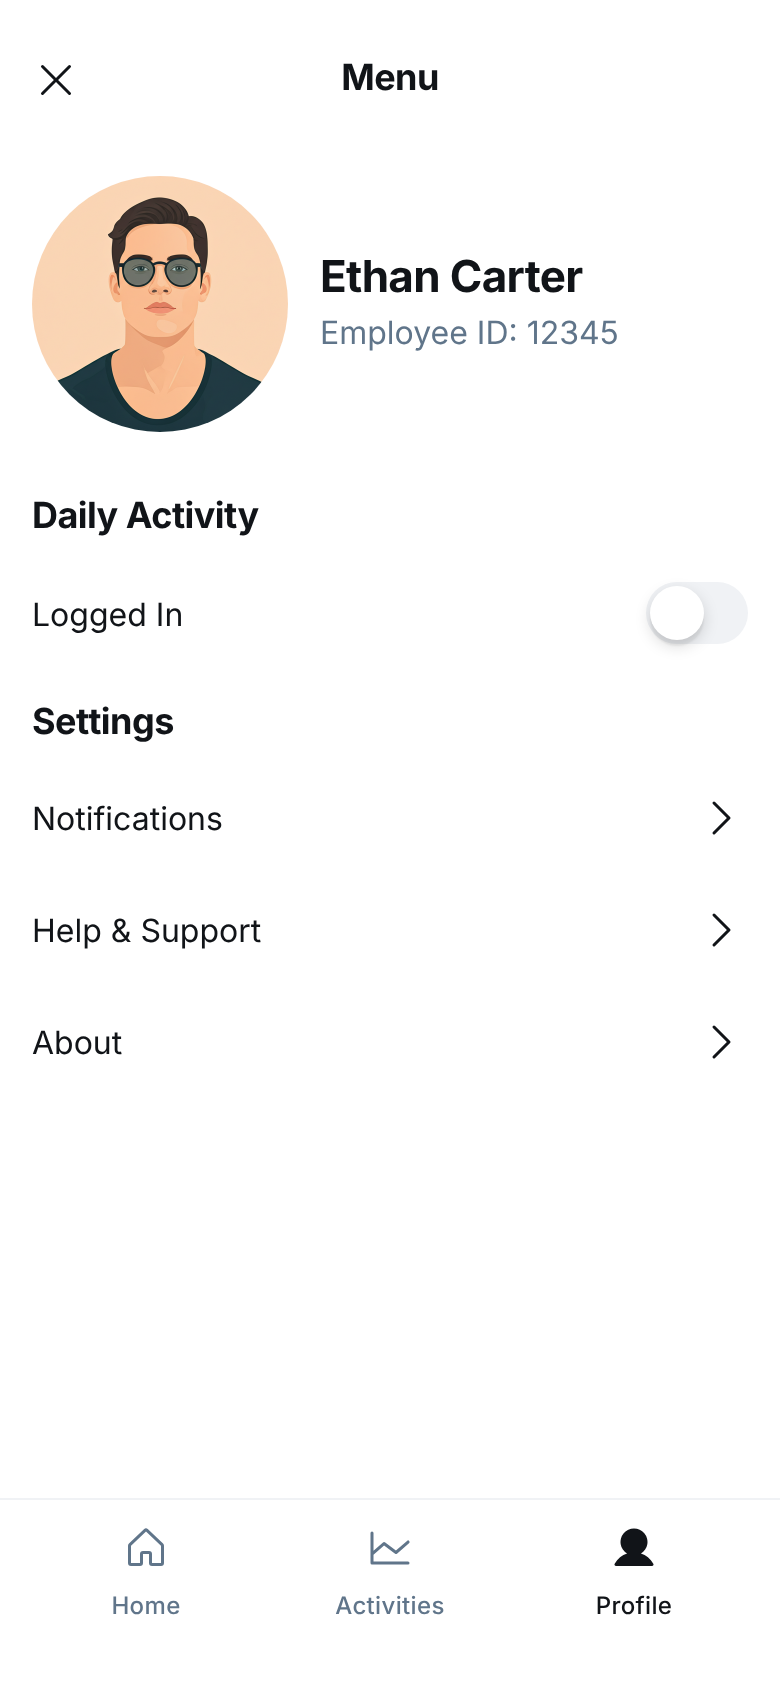 Menu
Ethan Carter
Employee ID: 12345
Daily Activity
Logged In
Settings
Notifications
Help & Support
About
Home
Activities
Profile